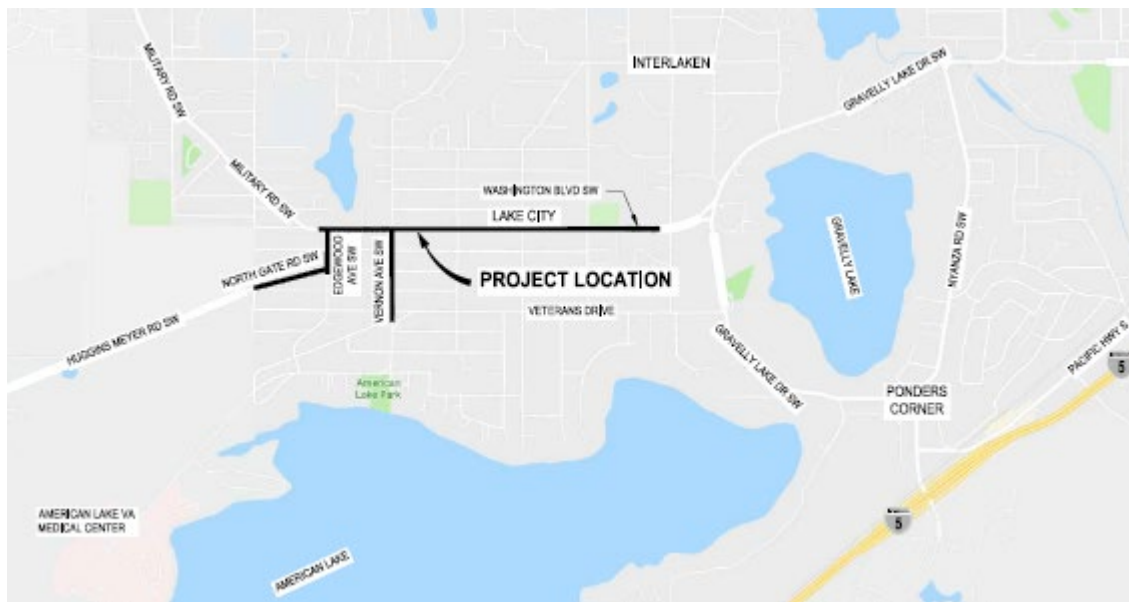 INTERLAKEN
GRAVELLY LAKE DR SW
MILITARY RD SW
MILITARY RD SW
WASHINGTON BLVD SW
LAKE CITY
NORTH GATE RD SW
EDGEWOOD
AVE SW
VERNON AVE SW
PROJECT LOCATION
VETERANS DRIVE
GRAVELLY LAKE
NYANZA RD SW
HUGGINS MEYER RD SW
PACIFIC HWY S
5
American
Lake Park
GRAVELLY LAKE DR SW
PONDERS
CORNER
AMERICAN LAKE VA
MEDICAL CENTER
5
AMERICAN LAKE